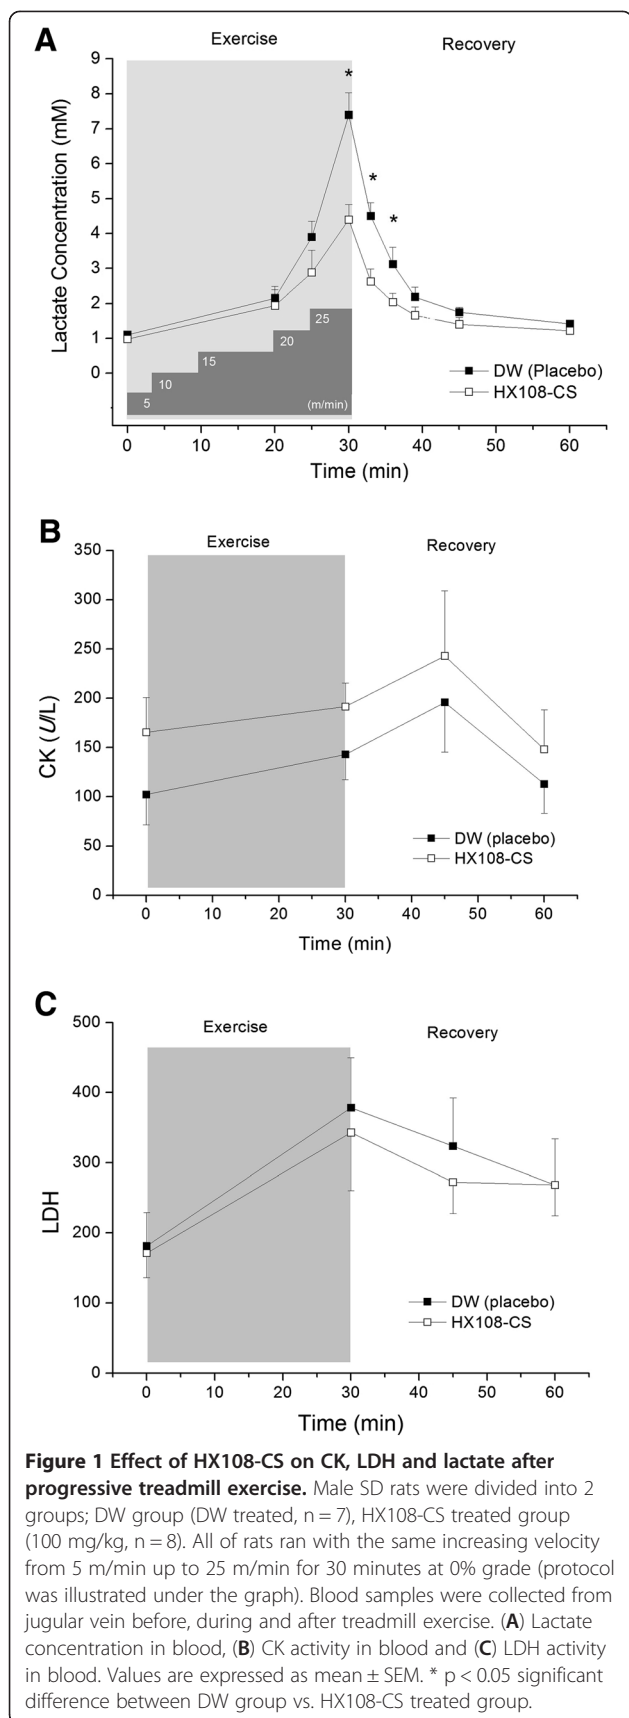 A
Exercise
Recovery
Lactate Concentration (mM)
9
8
7
6
5
4
3
2
1
0
*
*
*
5
10
15
20
25
(m/min)
DW (Placebo)
HX108-CS
0 10 20 30 40 50 60
Time (min)
B
Exercise
Recovery
CK (U/L)
350
300
250
200
150
100
50
0
DW (placebo)
HX108-CS
0 10 20 30 40 50 60
Time (min)
C
Exercise
Recovery
LDH
500
400
300
200
100
0
DW (placebo)
HX108-CS
0 10 20 30 40 50 60
Time (min)
Figure 1 Effect of HX108-CS on CK, LDH and lactate after
progressive treadmill exercise. Male SD rats were divided into 2
groups; DW group (DW treated, n = 7), HX108-CS treated group
(100 mg/kg, n = 8). All of rats ran with the same increasing velocity
from 5 m/min up to 25 m/min for 30 minutes at 0% grade (protocol
was illustrated under the graph). Blood samples were collected from
jugular vein before, during and after treadmill exercise. (A) Lactate
concentration in blood, (B) CK activity in blood and (C) LDH activity
in blood. Values are expressed as mean ± SEM. * p < 0.05 significant
difference between DW group vs. HX108-CS treated group.